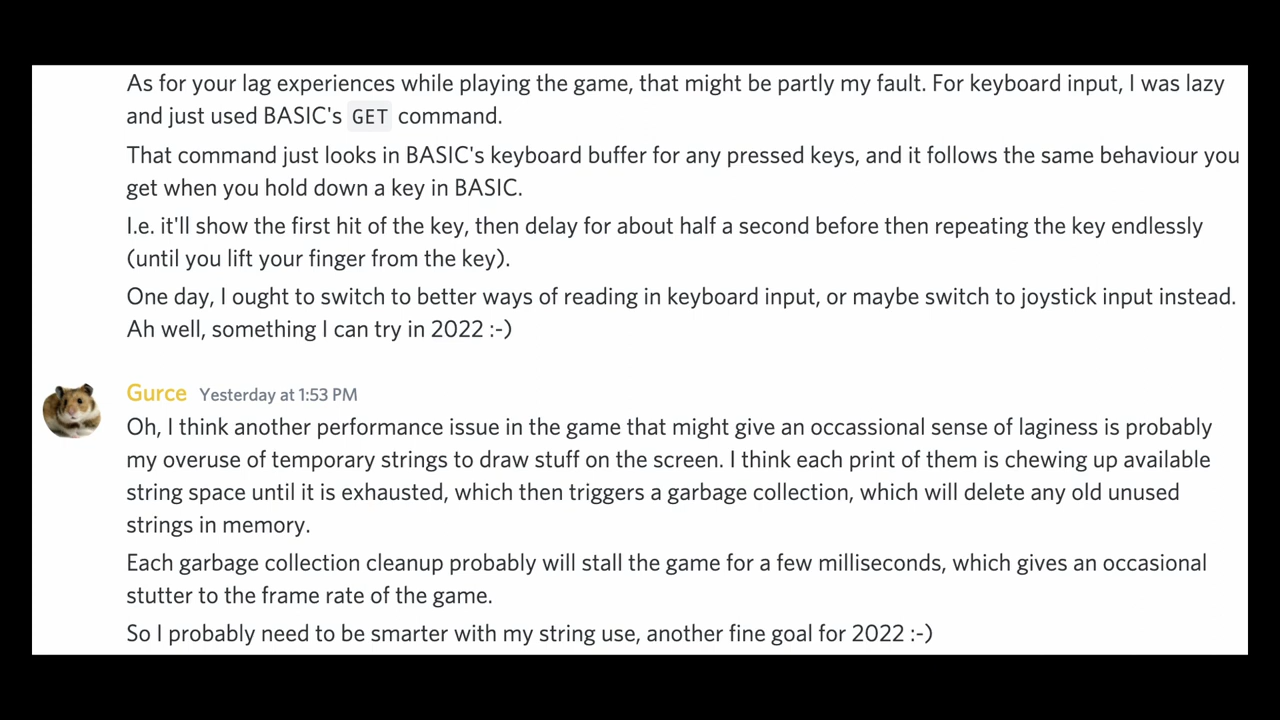 As for your lag experiences while playing the game, that might be partly my fault. For keyboard input, I was lazy
and just used BASIC's GET command.
That command just looks in BASIC's keyboard buffer for any pressed keys, and it follows the same behaviour you
get when you hold down a key in BASIC.
I.e. it'll show the first hit of the key, then delay for about half a second before then repeating the key endlessly
(until you lift your finger from the key).
One day, I ought to switch to better ways of reading in keyboard input, or maybe switch to joystick input instead.
Ah well, something I can try in 2022 :-)
Gurce Yesterday at 1:53 PM
Oh, I think another performance issue in the game that might give an occassional sense of laginess is probably
my overuse of temporary strings to draw stuff on the screen. I think each print of them is chewing up available
string space until it is exhausted, which then triggers a garbage collection, which will delete any old unused
strings in memory.
Each garbage collection cleanup probably will stall the game for a few milliseconds, which gives an occasional
stutter to the frame rate of the game.
So I probably need to be smarter with my string use, another fine goal for 2022 :-)